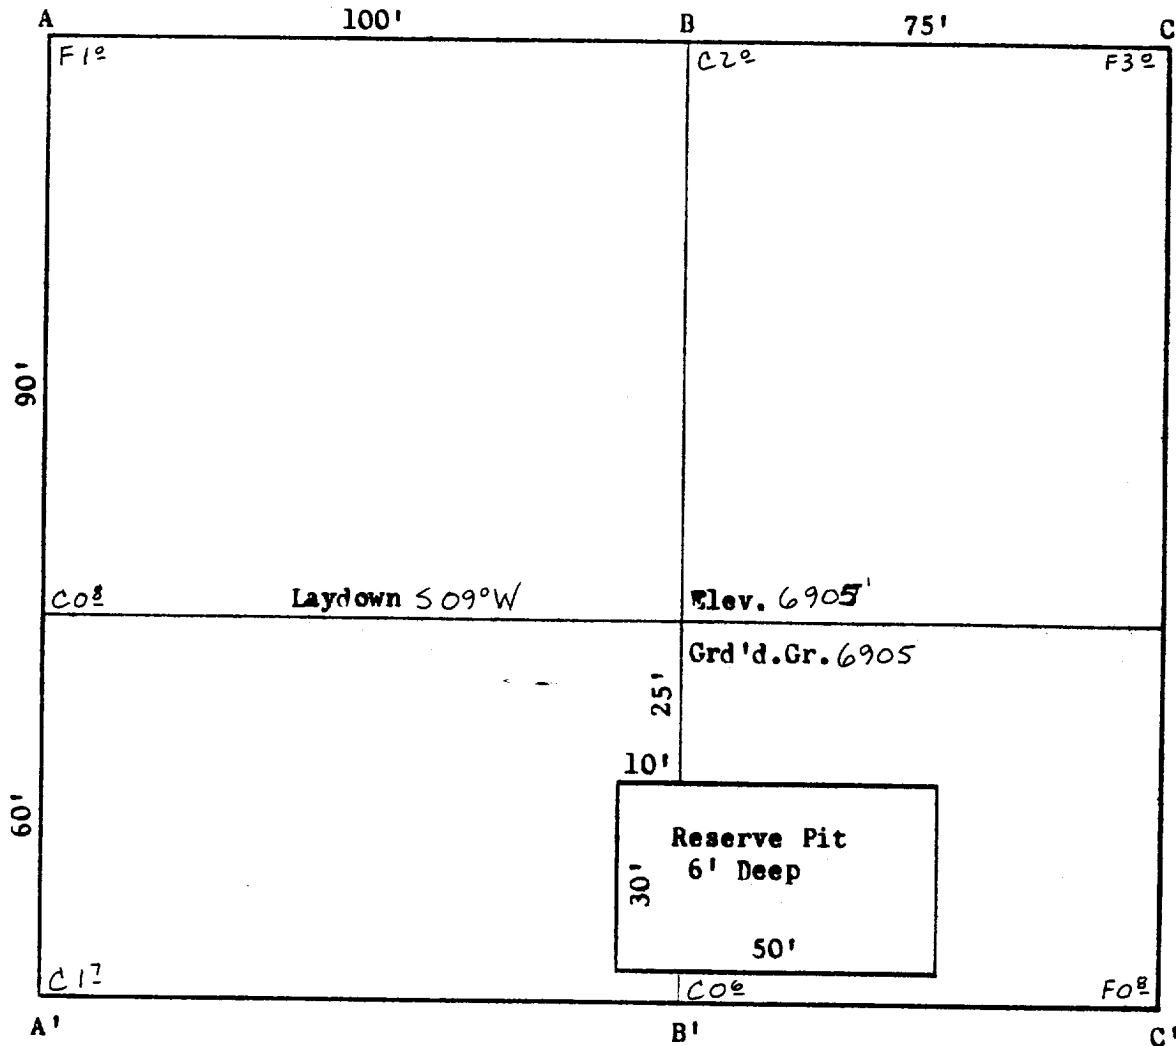 A 100' B 75' C
F1⁰ C2⁰ F3⁰
90'
C0⁸ Laydown S09°W Elev. 6905'
Grd'd.Gr. 6905
25'
10'
60'
Reserve Pit
6' Deep
30'
50'
C1⁷ C0⁶ F0⁸
A' B' C'